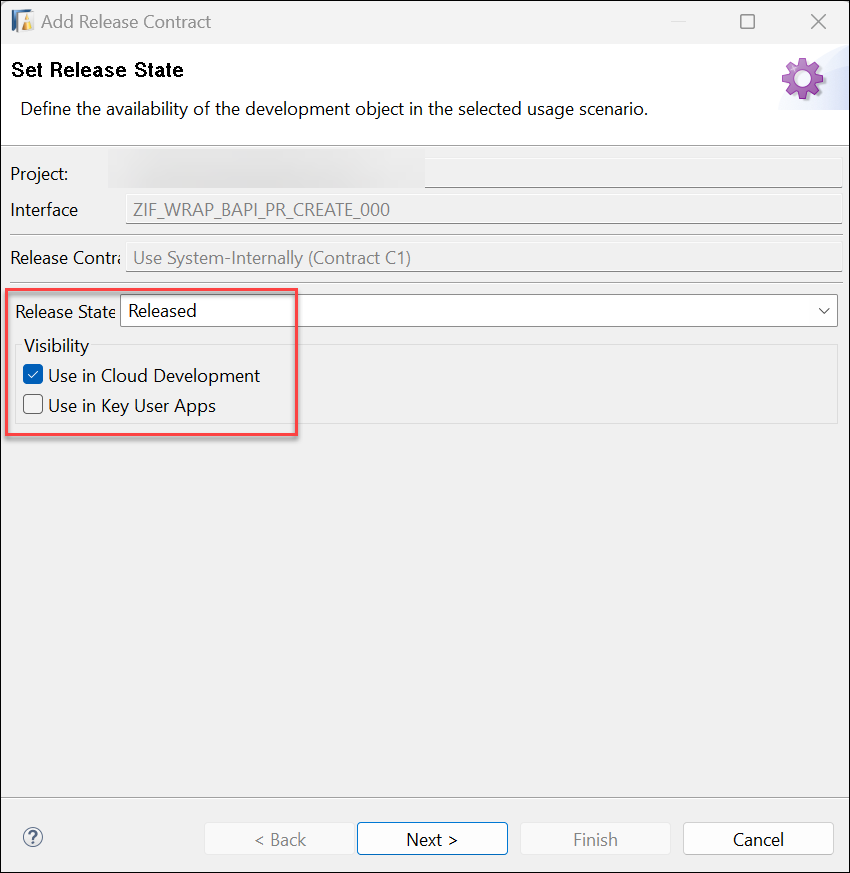 Add Release Contract
Set Release State
Define the availability of the development object in the selected usage scenario.
Project:
Interface ZIF_WRAP_BAPI_PR_CREATE_000
Release Contra Use System-Internally (Contract C1)
Release State Released
Visibility
Use in Cloud Development
Use in Key User Apps
? < Back Next > Finish Cancel